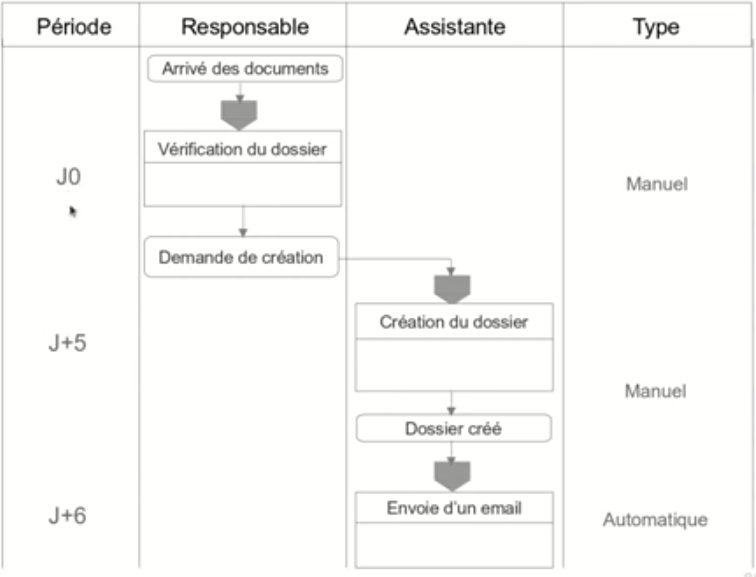 Période Responsable Assistante Type
Arrivé des documents
Vérification du dossier
J0 Manuel
Demande de création
Création du dossier
J+5
Manuel
Dossier créé
Envoie d'un email
J+6 Automatique